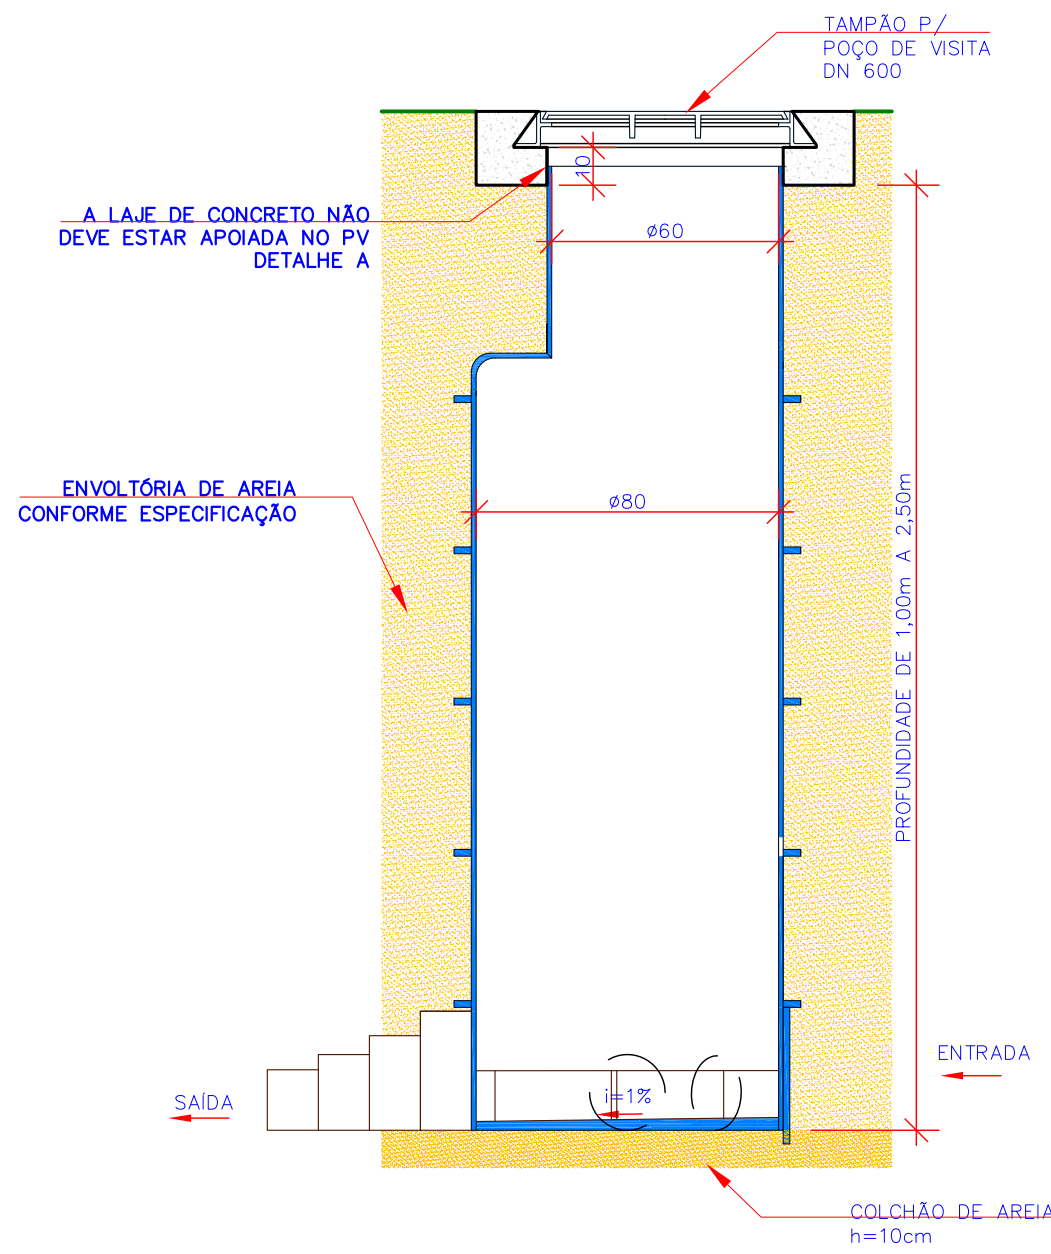 TAMPÃO P/
POÇO DE VISITA
DN 600
10
A LAJE DE CONCRETO NÃO
DEVE ESTAR APOIADA NO PV
DETALHE A
ø60
ENVOLTÓRIA DE AREIA
CONFORME ESPECIFICAÇÃO
ø80
PROFUNDIDADE DE 1,00m A 2,50m
ENTRADA
SAÍDA
i=1%
COLCHÃO DE AREIA
h=10cm